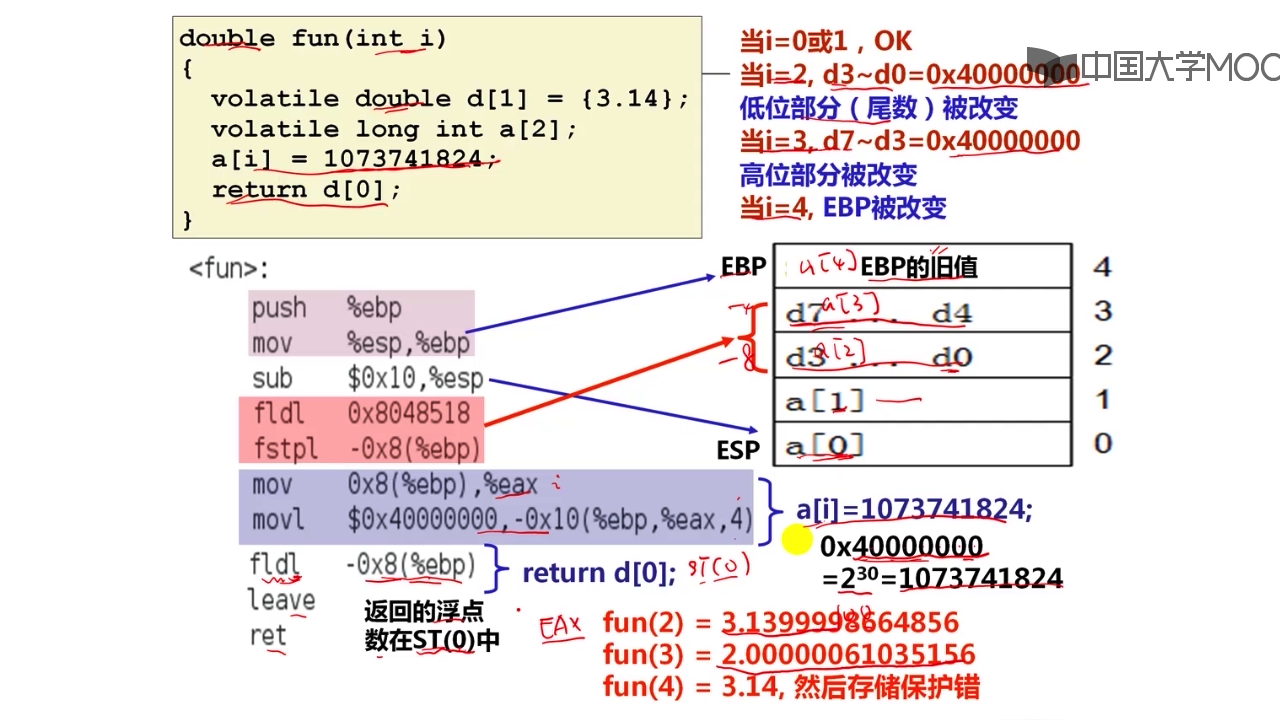 double fun(int i)
{
volatile double d[1] = {3.14};
volatile long int a[2];
a[i] = 1073741824;
return d[0];
}
当i=0或1，OK
当i=2, d3~d0=0x40000000
低位部分（尾数）被改变
当i=3, d7~d3=0x40000000
高位部分被改变
当i=4, EBP被改变
中国大学MOO
<fun>:
push %ebp
mov %esp,%ebp
sub $0x10,%esp
fldl 0x8048518
fstpl -0x8(%ebp)
mov 0x8(%ebp),%eax i
movl $0x40000000,-0x10(%ebp,%eax,4)
fldl -0x8(%ebp)
leave
ret
EBP a[4] EBP的旧值 4
-4 d7 a[3] ... d4 3
-8 d3 a[2] ... d0 2
a[1] 1
ESP a[0] 0
a[i]=1073741824;
0x40000000
=2³⁰=1073741824
return d[0]; ST(0)
返回的浮点
数在ST(0)中
EAX
fun(2) = 3.1399998664856
fun(3) = 2.00000061035156
fun(4) = 3.14, 然后存储保护错